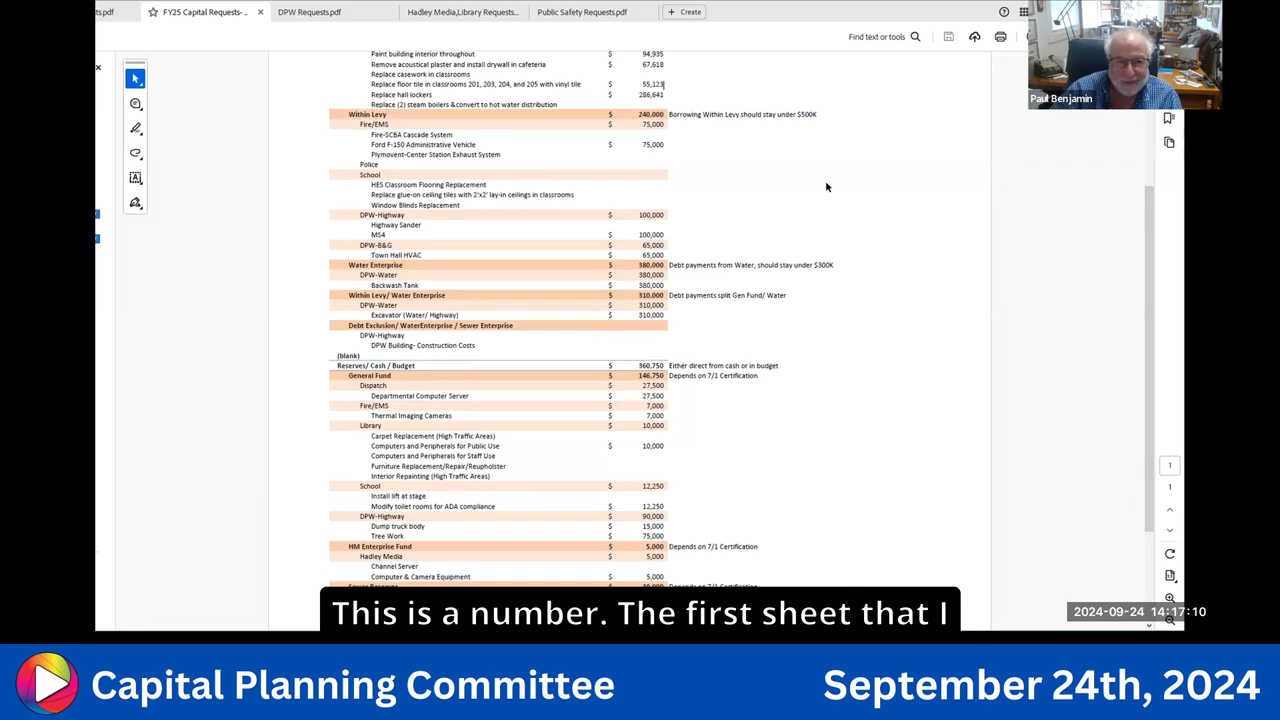 sts.pdf
FY25 Capital Requests-
DPW Requests.pdf
Hadley Media,Library Requests...
Public Safety Requests.pdf
Create
Find text or tools
Paul Benjamin
Paint building interior throughout $ 94,935
Remove acoustical plaster and install drywall in cafeteria $ 67,618
Replace casework in classrooms
Replace floor tile in classrooms 201, 203, 204, and 205 with vinyl tile $ 55,123
Replace hall lockers $ 286,641
Replace (2) steam boilers &convert to hot water distribution
Within Levy $ 240,000 Borrowing Within Levy should stay under $500K
Fire/EMS $ 75,000
Fire-SCBA Cascade System
Ford F-150 Administrative Vehicle $ 75,000
Plymovent-Center Station Exhaust System
Police
School
HES Classroom Flooring Replacement
Replace glue-on ceiling tiles with 2'x2' lay-in ceilings in classrooms
Window Blinds Replacement
DPW-Highway $ 100,000
Highway Sander
MS4 $ 100,000
DPW-B&G $ 65,000
Town Hall HVAC $ 65,000
Water Enterprise $ 380,000 Debt payments from Water, should stay under $300K
DPW-Water $ 380,000
Backwash Tank $ 380,000
Within Levy/ Water Enterprise $ 310,000 Debt payments split Gen Fund/ Water
DPW-Water $ 310,000
Excavator (Water/ Highway) $ 310,000
Debt Exclusion/ WaterEnterprise / Sewer Enterprise
DPW-Highway
DPW Building- Construction Costs
(blank)
Reserves/ Cash / Budget $ 360,750 Either direct from cash or in budget
General Fund $ 146,750 Depends on 7/1 Certification
Dispatch $ 27,500
Departmental Computer Server $ 27,500
Fire/EMS $ 7,000
Thermal Imaging Cameras $ 7,000
Library $ 10,000
Carpet Replacement (High Traffic Areas)
Computers and Peripherals for Public Use $ 10,000
Computers and Peripherals for Staff Use
Furniture Replacement/Repair/Reupholster
Interior Repainting (High Traffic Areas)
School $ 12,250
Install lift at stage
Modify toilet rooms for ADA compliance $ 12,250
DPW-Highway $ 90,000
Dump truck body $ 15,000
Tree Work $ 75,000
HM Enterprise Fund $ 5,000 Depends on 7/1 Certification
Hadley Media $ 5,000
Channel Server
Computer & Camera Equipment $ 5,000
1
1
This is a number. The first sheet that I
2024-09-24 14:17:10
Capital Planning Committee
September 24th, 2024